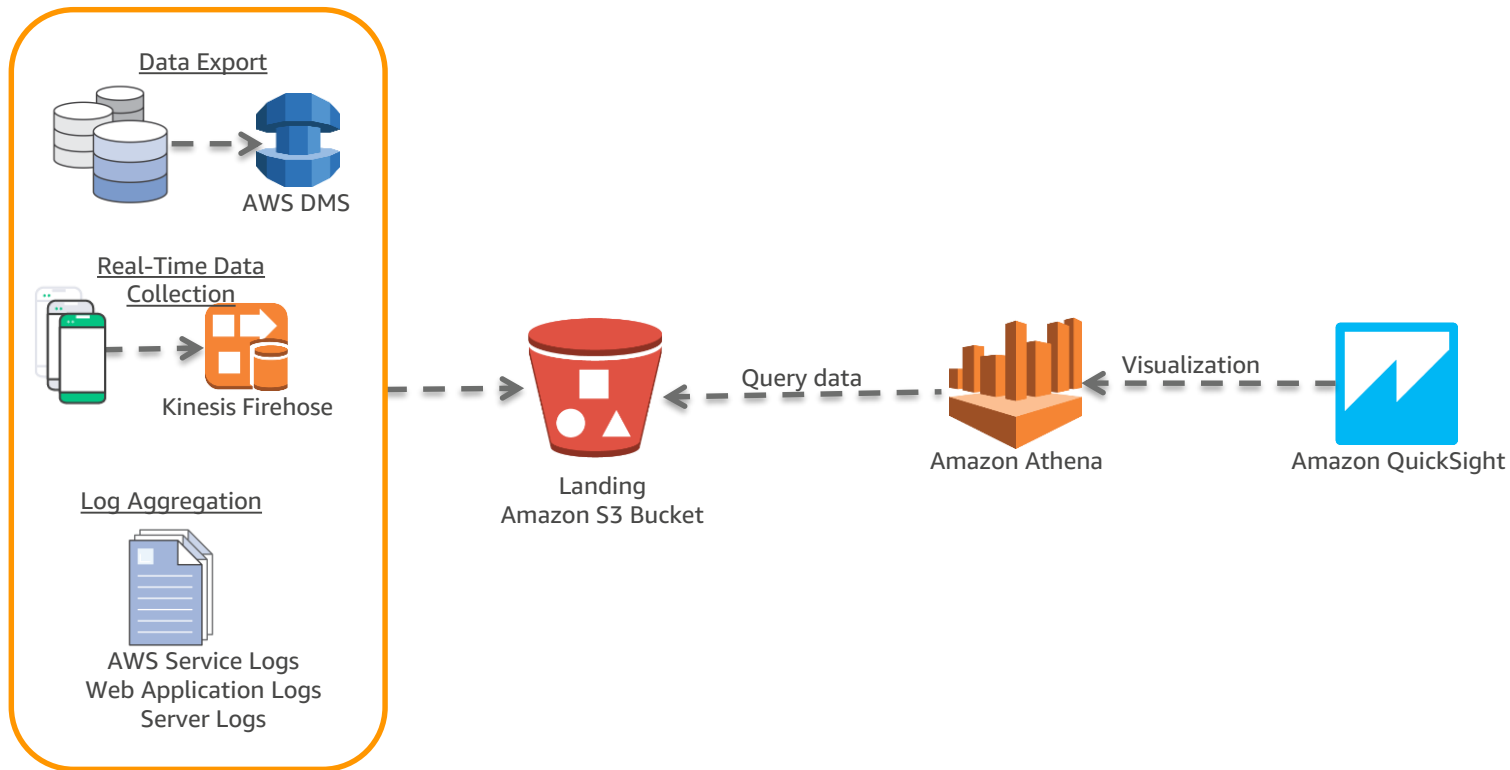 Data Export
AWS DMS
Real-Time Data
Collection
Kinesis Firehose
Log Aggregation
AWS Service Logs
Web Application Logs
Server Logs
Landing
Amazon S3 Bucket
Query data
Amazon Athena
Visualization
Amazon QuickSight